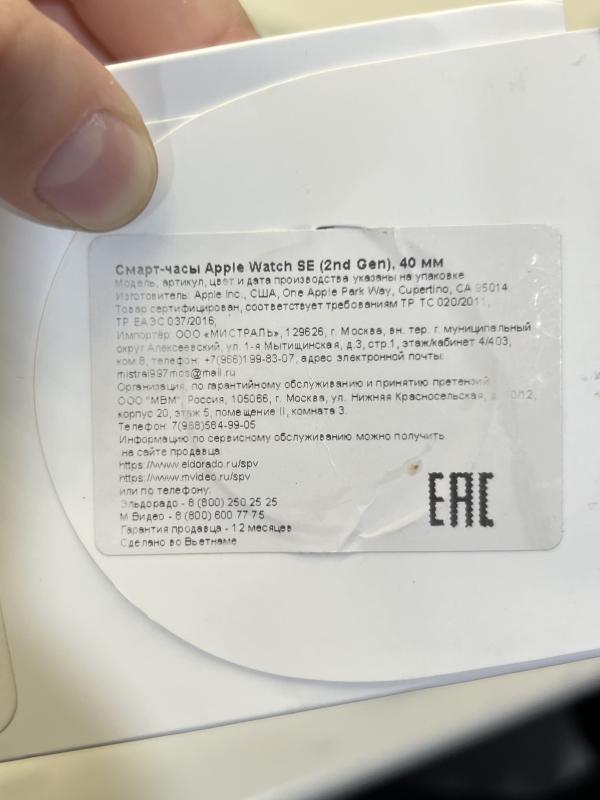 Смарт-часы Apple Watch SE (2nd Gen), 40 мм
Модель, артикул, цвет и дата производства указаны на упаковке
Изготовитель: Apple Inc., США, One Apple Park Way, Cupertino, CA 95014
Товар сертифицирован, соответствует требованиям ТР ТС 020/2011,
ТР ЕАЭС 037/2016;
Импортёр: ООО «МИСТРАЛЬ», 129626, г. Москва, вн. тер. г. муниципальный
округ Алексеевский, ул. 1-я Мытищинская, д.3, стр.1, этаж/кабинет 4/403,
ком.8, телефон: +7(966)199-83-07, адрес электронной почты:
mistral997mos@mail.ru
Организация, по гарантийному обслуживанию и принятию претензий
ООО "МВМ", Россия, 105066, г. Москва, ул. Нижняя Красносельская, д. 40/12,
корпус 20, этаж 5, помещение II, комната 3.
Телефон: 7(968)584-99-05
Информацию по сервисному обслуживанию можно получить
на сайте продавца:
https://www.eldorado.ru/spv
https://www.mvideo.ru/spv
или по телефону:
Эльдорадо - 8 (800) 250 25 25
М.Видео - 8 (800) 600 77 75
Гарантия продавца - 12 месяцев
Сделано во Вьетнаме
EAC